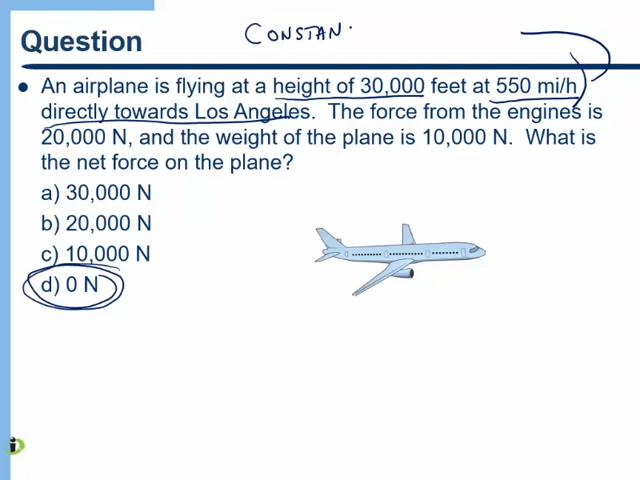 CONSTAN
Question
An airplane is flying at a height of 30,000 feet at 550 mi/h
directly towards Los Angeles. The force from the engines is
20,000 N, and the weight of the plane is 10,000 N. What is
the net force on the plane?
a) 30,000 N
b) 20,000 N
c) 10,000 N
d) 0 N